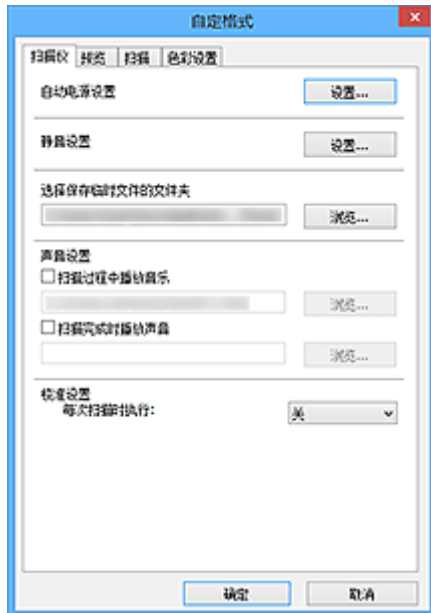 自定格式
扫描仪 预览 扫描 色彩设置
自动电源设置 设置...
静音设置 设置...
选择保存临时文件的文件夹
浏览...
声音设置
扫描过程中播放音乐
浏览...
扫描完成时播放声音
浏览...
校准设置
每次扫描时执行: 关
确定 取消